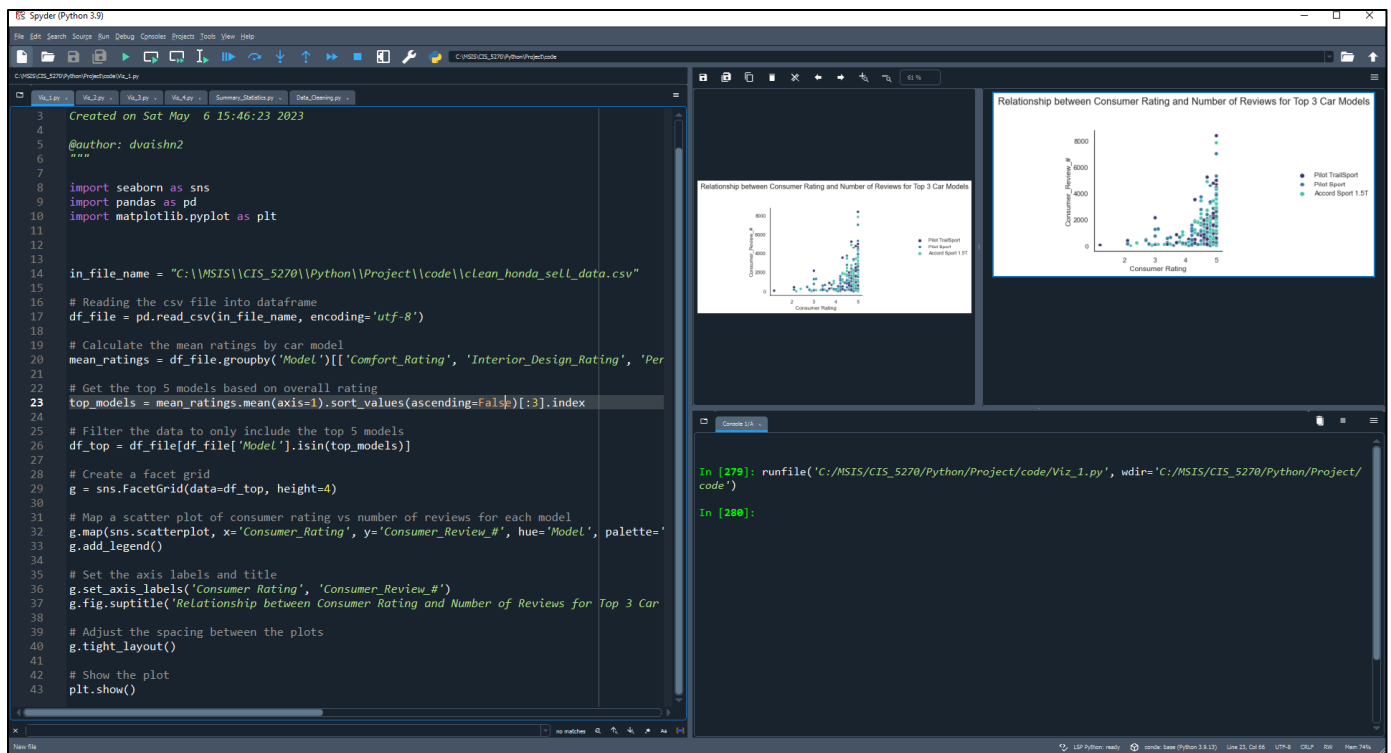 Spyder (Python 3.9)
File Edit Search Source Run Debug Consoles Projects Tools View Help
C:\MSIS\CIS_5270\Python\Project\code
C:\MSIS\CIS_5270\Python\Project\code\Viz_1.py
Viz_1.py Viz_2.py Viz_3.py Viz_4.py Summary_Statistics.py Data_Cleaning.py
3 Created on Sat May  6 15:46:23 2023
4
5 @author: dvaishn2
6 """
7
8 import seaborn as sns
9 import pandas as pd
10 import matplotlib.pyplot as plt
11
12
13
14 in_file_name = "C:\\MSIS\\CIS_5270\\Python\\Project\\code\\clean_honda_sell_data.csv"
15
16 # Reading the csv file into dataframe
17 df_file = pd.read_csv(in_file_name, encoding='utf-8')
18
19 # Calculate the mean ratings by car model
20 mean_ratings = df_file.groupby('Model')[['Comfort_Rating', 'Interior_Design_Rating', 'Per
21
22 # Get the top 5 models based on overall rating
23 top_models = mean_ratings.mean(axis=1).sort_values(ascending=False)[:3].index
24
25 # Filter the data to only include the top 5 models
26 df_top = df_file[df_file['Model'].isin(top_models)]
27
28 # Create a facet grid
29 g = sns.FacetGrid(data=df_top, height=4)
30
31 # Map a scatter plot of consumer rating vs number of reviews for each model
32 g.map(sns.scatterplot, x='Consumer_Rating', y='Consumer_Review_#', hue='Model', palette='
33 g.add_legend()
34
35 # Set the axis labels and title
36 g.set_axis_labels('Consumer Rating', 'Consumer_Review_#')
37 g.fig.suptitle('Relationship between Consumer Rating and Number of Reviews for Top 3 Car
38
39 # Adjust the spacing between the plots
40 g.tight_layout()
41
42 # Show the plot
43 plt.show()
no matches
61 %
Relationship between Consumer Rating and Number of Reviews for Top 3 Car Models
8000
6000
4000
2000
0
Consumer_Review_#
2 3 4 5
Consumer Rating
Pilot TrailSport
Pilot Sport
Accord Sport 1.5T
Relationship between Consumer Rating and Number of Reviews for Top 3 Car Models
8000
6000
4000
2000
0
Consumer_Review_#
2 3 4 5
Consumer Rating
Pilot TrailSport
Pilot Sport
Accord Sport 1.5T
Console 1/A
In [279]: runfile('C:/MSIS/CIS_5270/Python/Project/code/Viz_1.py', wdir='C:/MSIS/CIS_5270/Python/Project/
code')
In [280]:
New file
LSP Python: ready conda: base (Python 3.9.13) Line 23, Col 66 UTF-8 CRLF RW Mem 74%